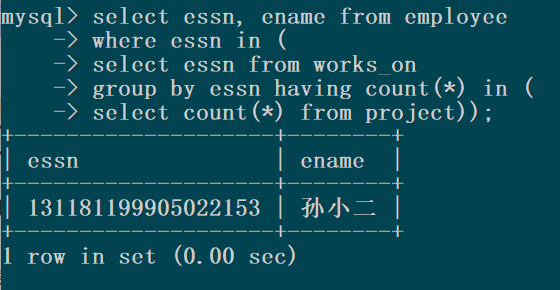 mysql> select essn, ename from employee
    -> where essn in (
    -> select essn from works_on
    -> group by essn having count(*) in (
    -> select count(*) from project));
+--------------------+--------+
| essn               | ename  |
+--------------------+--------+
| 131181199905022153 | 孙小二 |
+--------------------+--------+
1 row in set (0.00 sec)